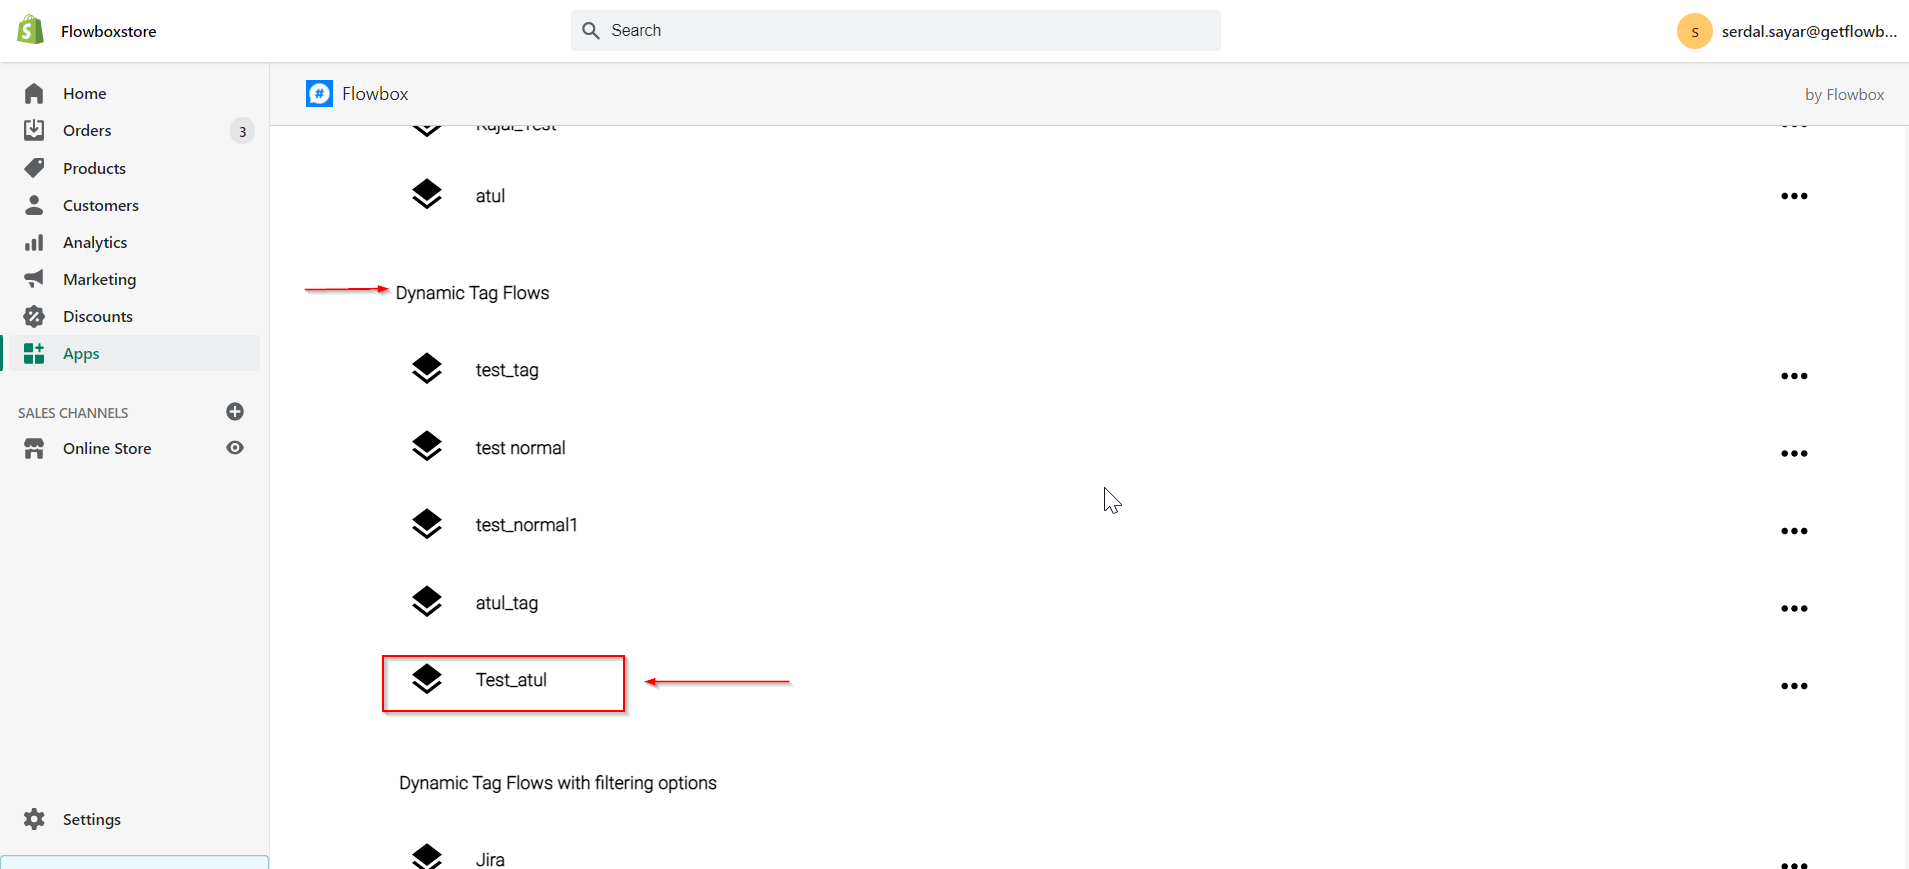 Flowboxstore
Search
S
serdal.sayar@getflowb...
Home
Orders
3
Products
Customers
Analytics
Marketing
Discounts
Apps
SALES CHANNELS
Online Store
Settings
Flowbox
by Flowbox
Kajal_Test
atul
Dynamic Tag Flows
test_tag
test normal
test_normal1
atul_tag
Test_atul
Dynamic Tag Flows with filtering options
Jira